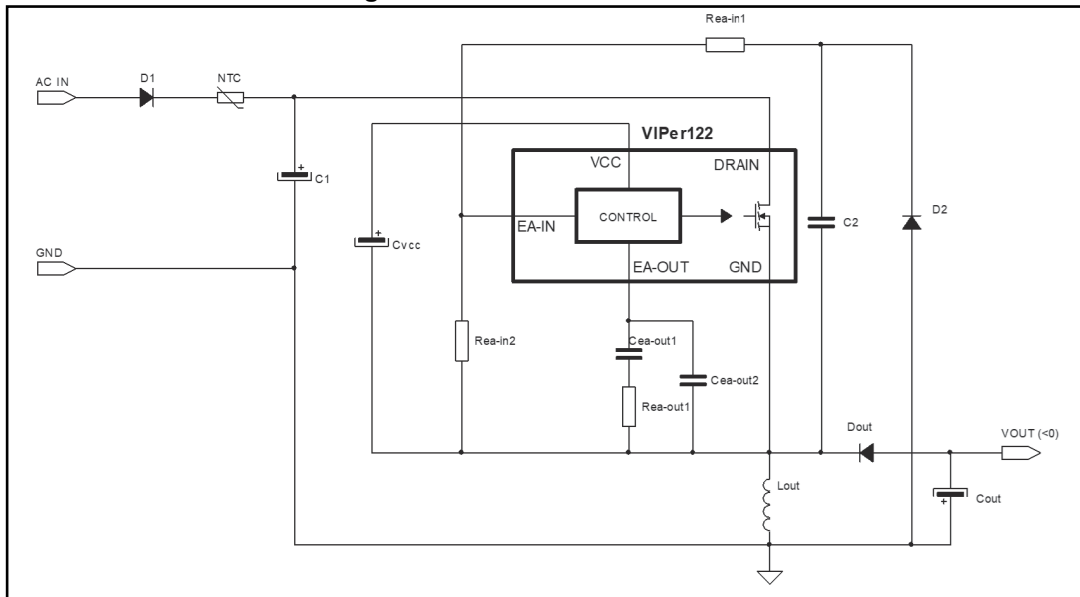 Rea-in1
AC IN
D1
NTC
VIPer122
VCC
DRAIN
C1
CONTROL
C2
D2
EA-IN
Cvcc
GND
EA-OUT
GND
Rea-in2
Cea-out1
Cea-out2
Rea-out1
Dout
VOUT (<0)
Lout
Cout